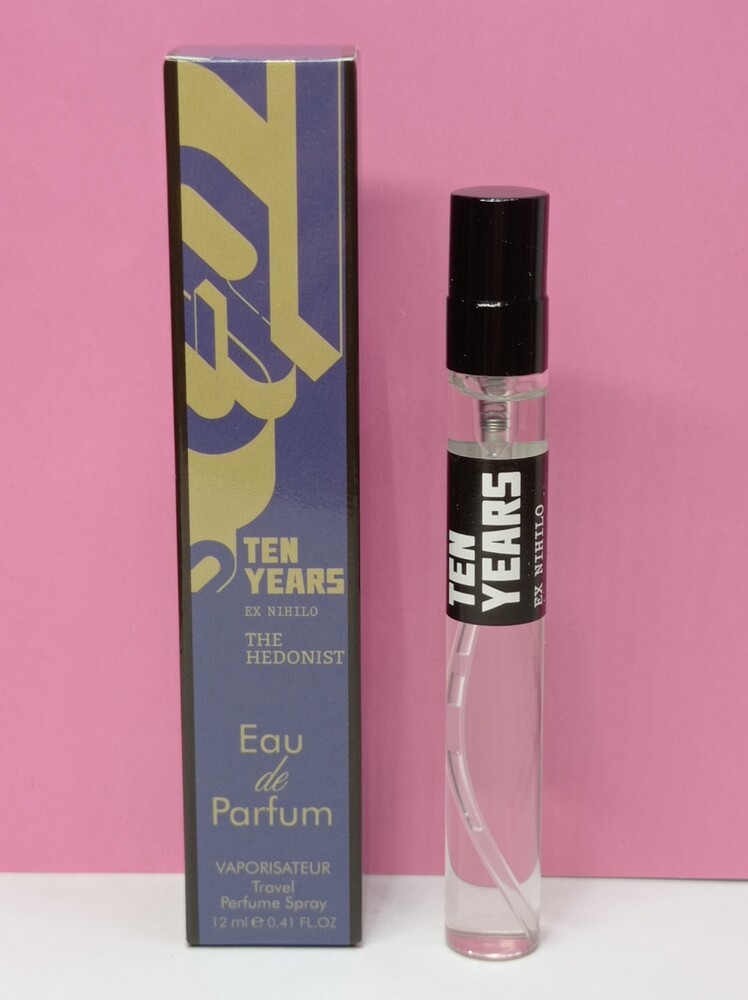 TEN
YEARS
EX NIHILO
THE
HEDONIST
Eau
de
Parfum
VAPORISATEUR
Travel
Perfume Spray
12 ml ℮ 0.41 FL.OZ
TEN
YEARS
EX NIHILO